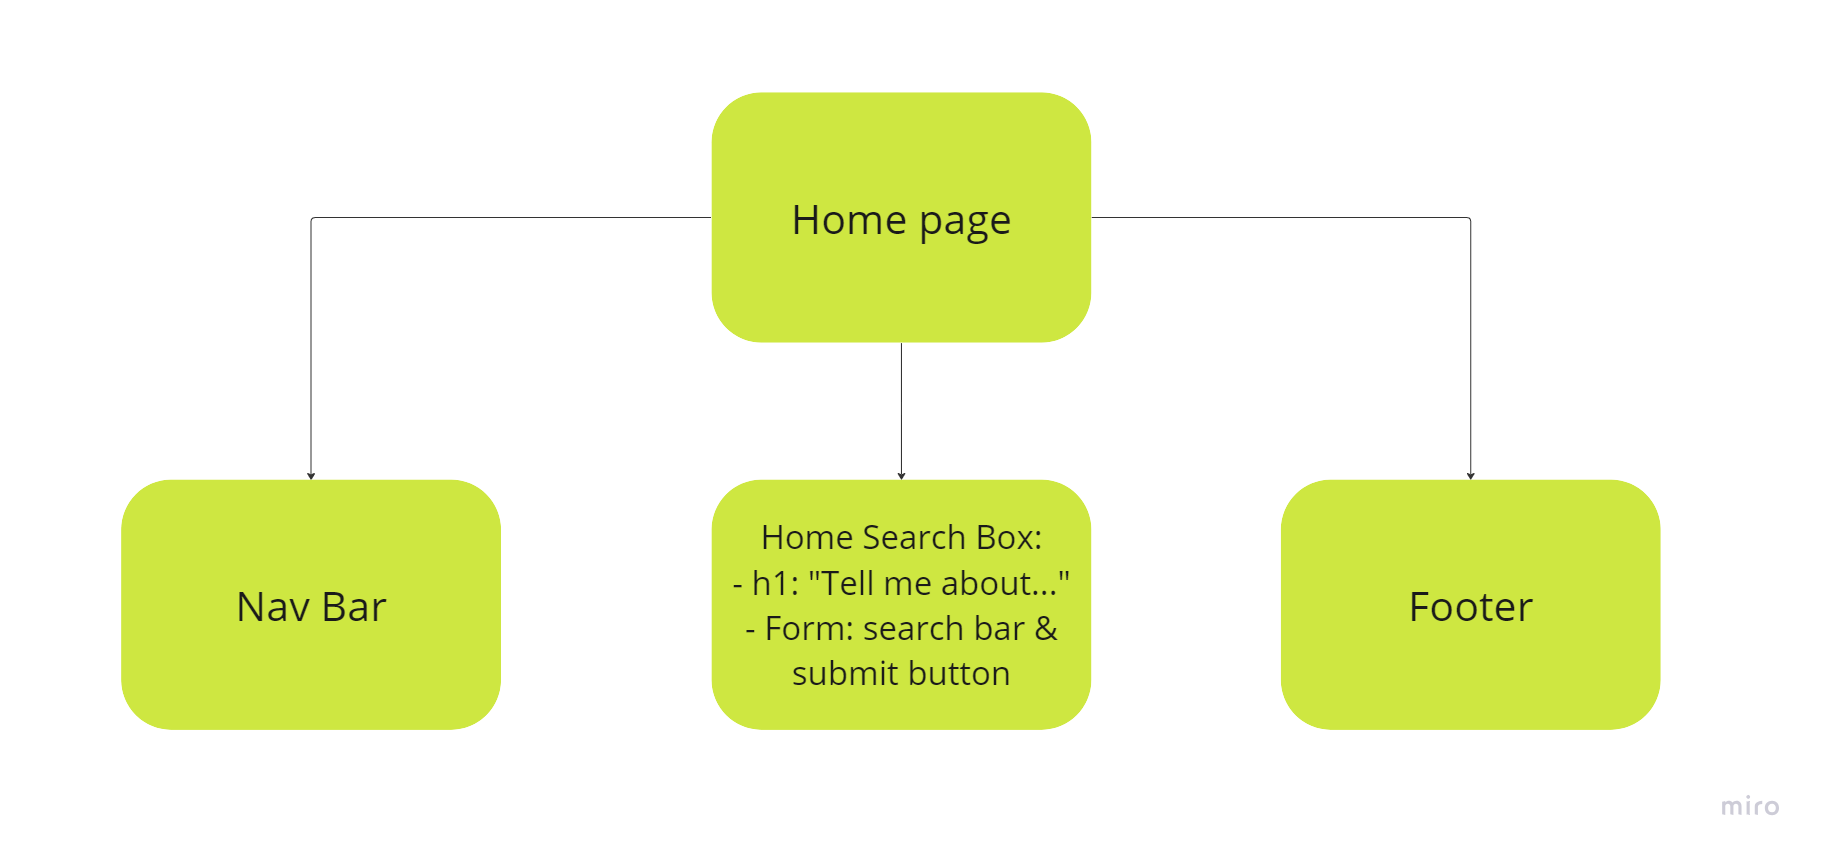 Home page
Nav Bar
Home Search Box:
- h1: "Tell me about..."
- Form: search bar &
submit button
Footer
miro